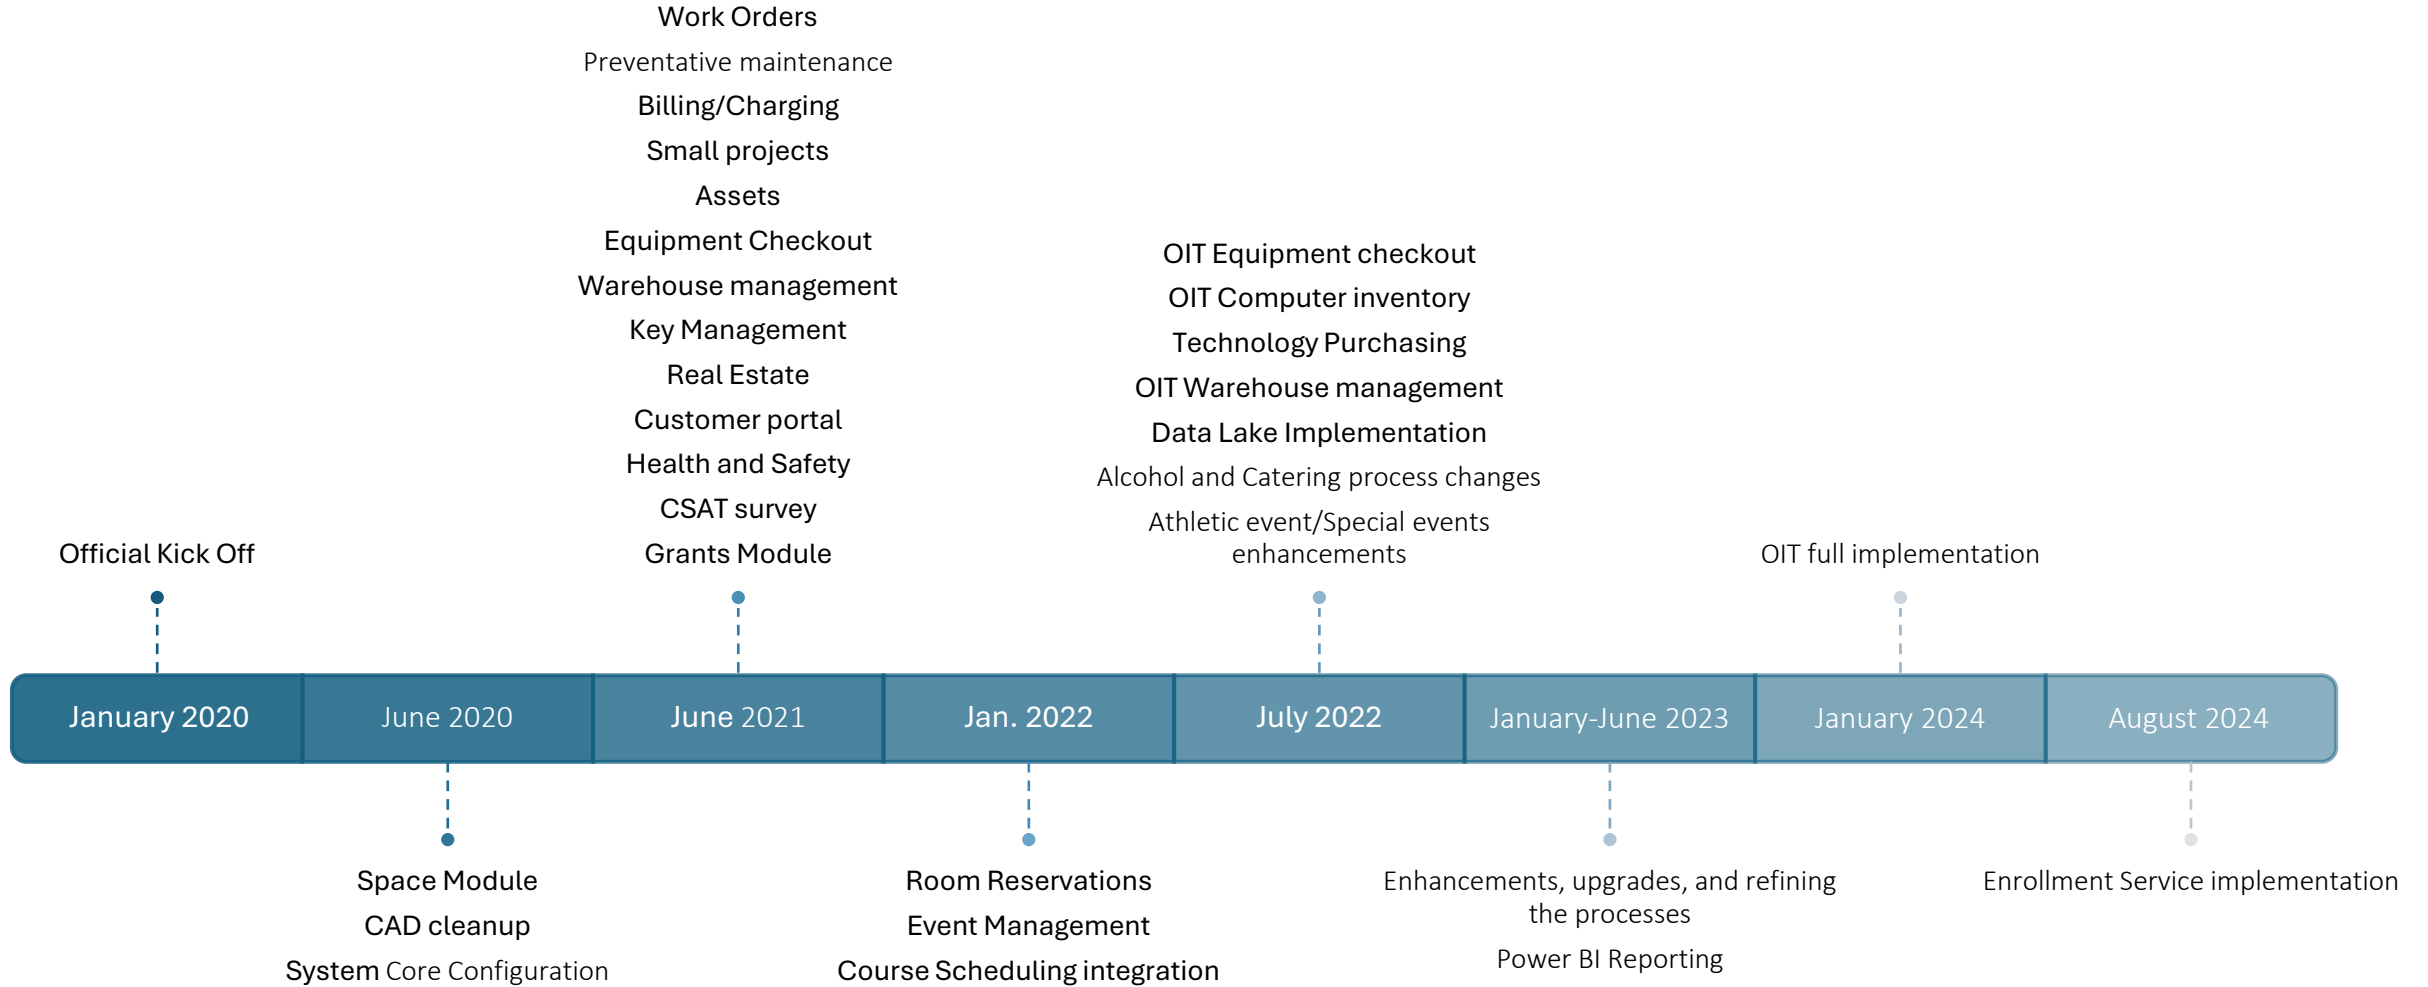 Work Orders
Preventative maintenance
Billing/Charging
Small projects
Assets
Equipment Checkout
Warehouse management
Key Management
Real Estate
Customer portal
Health and Safety
CSAT survey
Grants Module
OIT Equipment checkout
OIT Computer inventory
Technology Purchasing
OIT Warehouse management
Data Lake Implementation
Alcohol and Catering process changes
Athletic event/Special events
enhancements
Official Kick Off
OIT full implementation
January 2020
June 2020
June 2021
Jan. 2022
July 2022
January-June 2023
January 2024
August 2024
Space Module
CAD cleanup
System Core Configuration
Room Reservations
Event Management
Course Scheduling integration
Enhancements, upgrades, and refining
the processes
Power BI Reporting
Enrollment Service implementation